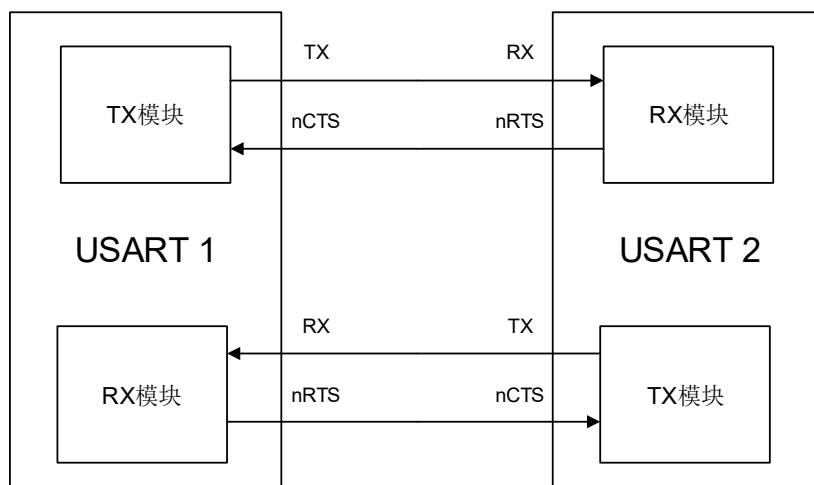 TX RX
TX模块 RX模块
nCTS nRTS
USART 1 USART 2
RX TX
RX模块 TX模块
nRTS nCTS